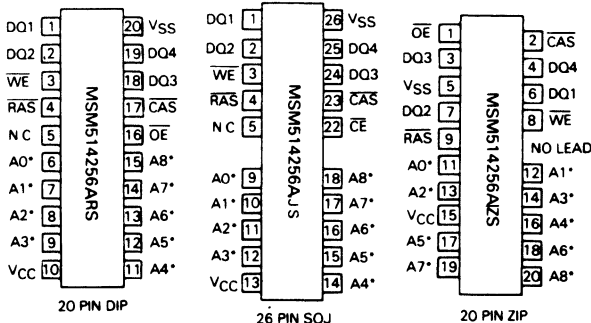 DQ1 1 20 VSS
DQ2 2 19 DQ4
WE 3 18 DQ3
RAS 4 17 CAS
NC 5 16 OE
A0* 6 15 A8*
A1* 7 14 A7*
A2* 8 13 A6*
A3* 9 12 A5*
VCC 10 11 A4*
MSM514256ARS
20 PIN DIP
DQ1 1 26 VSS
DQ2 2 25 DQ4
WE 3 24 DQ3
RAS 4 23 CAS
NC 5 22 CE
A0* 9 18 A8*
A1* 10 17 A7*
A2* 11 16 A6*
A3* 12 15 A5*
VCC 13 14 A4*
MSM514256AJS
26 PIN SOJ
OE 1
2 CAS
DQ3 3
4 DQ4
VSS 5
6 DQ1
DQ2 7
8 WE
RAS 9
NO LEAD
A0* 11
12 A1*
A2* 13
14 A3*
VCC 15
16 A4*
A5* 17
18 A6*
A7* 19
20 A8*
MSM514256AZS
20 PIN ZIP